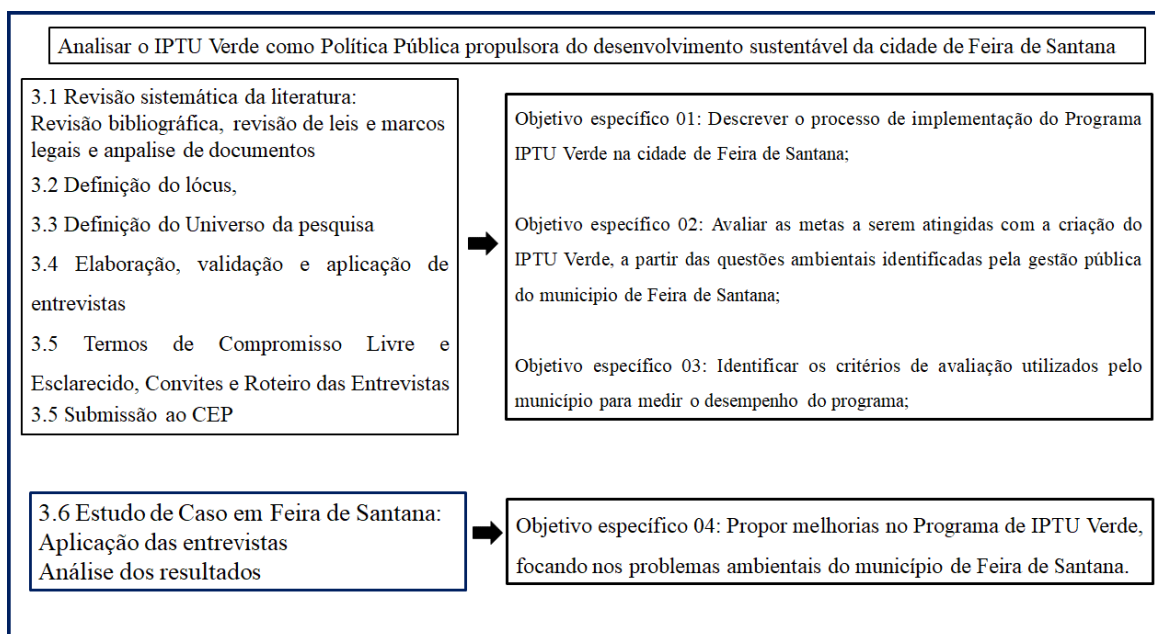 Analisar o IPTU Verde como Política Pública propulsora do desenvolvimento sustentável da cidade de Feira de Santana
3.1 Revisão sistemática da literatura:
Revisão bibliográfica, revisão de leis e marcos
legais e anpalise de documentos
3.2 Definição do lócus,
3.3 Definição do Universo da pesquisa
3.4 Elaboração, validação e aplicação de
entrevistas
3.5 Termos de Compromisso Livre e
Esclarecido, Convites e Roteiro das Entrevistas
3.5 Submissão ao CEP
Objetivo específico 01: Descrever o processo de implementação do Programa
IPTU Verde na cidade de Feira de Santana;
Objetivo específico 02: Avaliar as metas a serem atingidas com a criação do
IPTU Verde, a partir das questões ambientais identificadas pela gestão pública
do município de Feira de Santana;
Objetivo específico 03: Identificar os critérios de avaliação utilizados pelo
município para medir o desempenho do programa;
3.6 Estudo de Caso em Feira de Santana:
Aplicação das entrevistas
Análise dos resultados
Objetivo específico 04: Propor melhorias no Programa de IPTU Verde,
focando nos problemas ambientais do município de Feira de Santana.